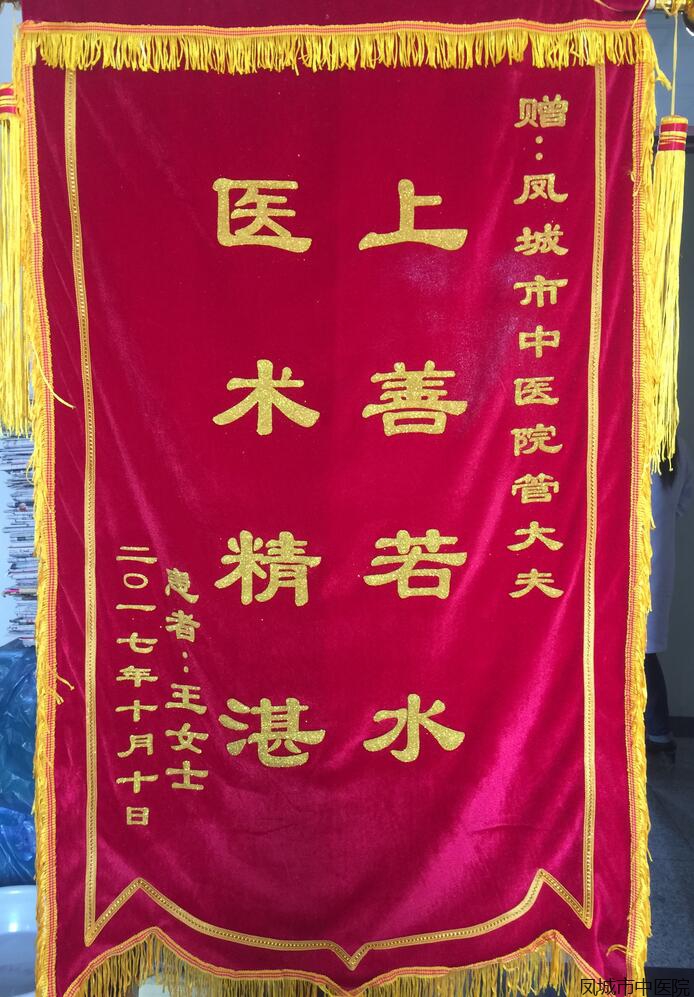 赠：凤城市中医院管大夫
上善若水
医术精湛
患者：王女士
二〇一七年十月十日
凤城市中医院